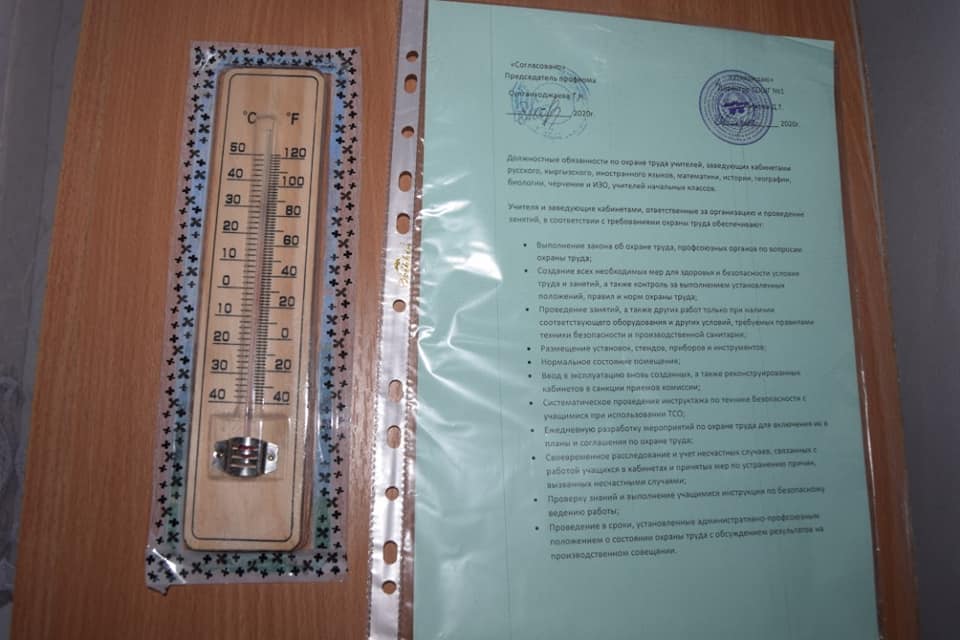 °C °F
50 120
40 100
30 80
20 60
10 40
0 20
10 0
20 20
30 40
40
«Согласовано»
Председатель профкома
Султанходжаева Г.Н.
2020г.
«Утверждаю»
Директор №1
2020г.
Должностные обязанности по охране труда учителей, заведующих кабинетами
русского, кыргызского, иностранного языков, математики, истории, географии,
биологии, черчение и ИЗО, учителей начальных классов.
Учителя и заведующие кабинетами, ответственные за организацию и проведение
занятий, в соответствии с требованиями охраны труда обеспечивают:
• Выполнение закона об охране труда, профсоюзных органов по вопросам
охраны труда;
• Создание всех необходимых мер для здоровья и безопасности условие
труда и занятий, а также контроль за выполнением установленных
положений, правил и норм охраны труда;
• Проведение занятий, а также других работ только при наличии
соответствующего оборудования и других условий, требуемых правилами
техники безопасности и производственной санитарии;
• Размещение установок, стендов, приборов и инструментов;
• Нормальное состояние помещение;
• Ввод в эксплуатацию вновь созданных, а также реконструированных
кабинетов в санкции приемов комиссии;
• Систематическое проведение инструктажа по технике безопасности с
учащимися при использовании ТСО;
• Ежедневную разработку мероприятий по охране труда для включения их в
планы и соглашения по охране труда;
• Своевременное расследование и учет несчастных случаев, связанных с
работой учащихся в кабинетах и принятых мер по устранению причин,
вызванных несчастными случаями;
• Проверку знаний и выполнение учащимися инструкции по безопасному
ведению работы;
• Проведение в сроки, установленные административно-профсоюзным
положением о состоянии охраны труда с обсуждением результатов на
производственном совещании.